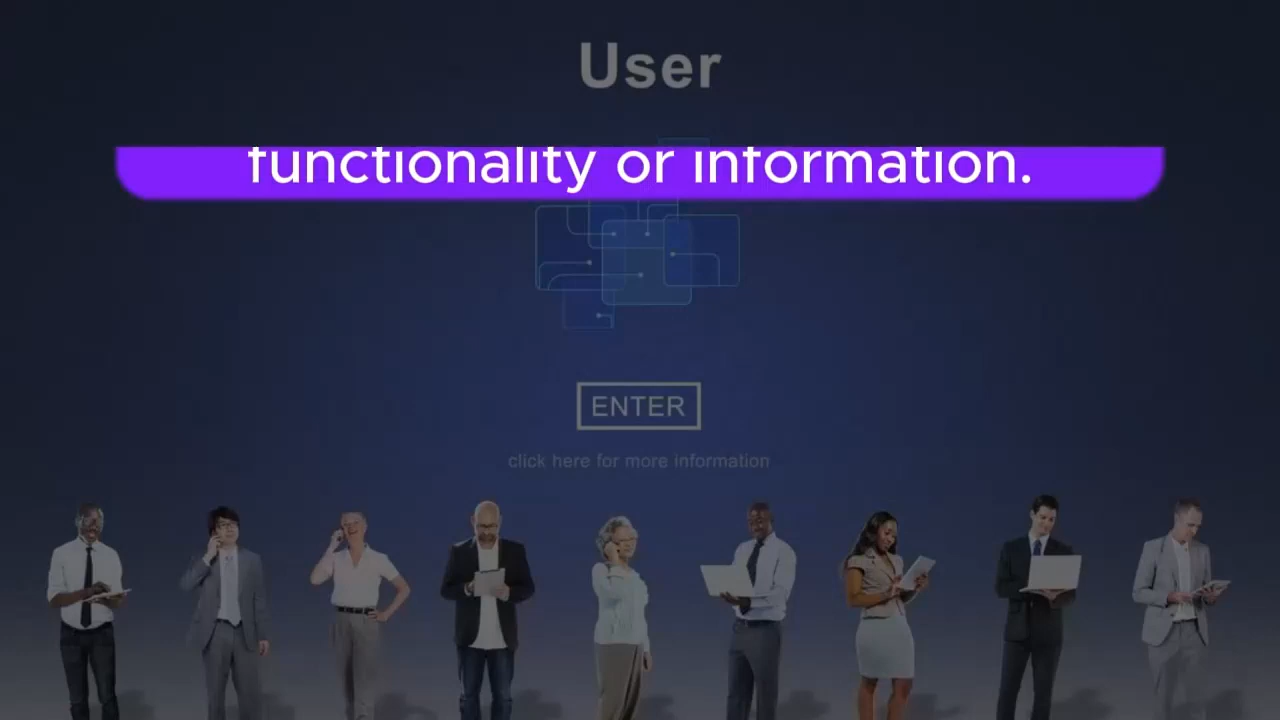 User
functionality or information.
ENTER
click here for more information